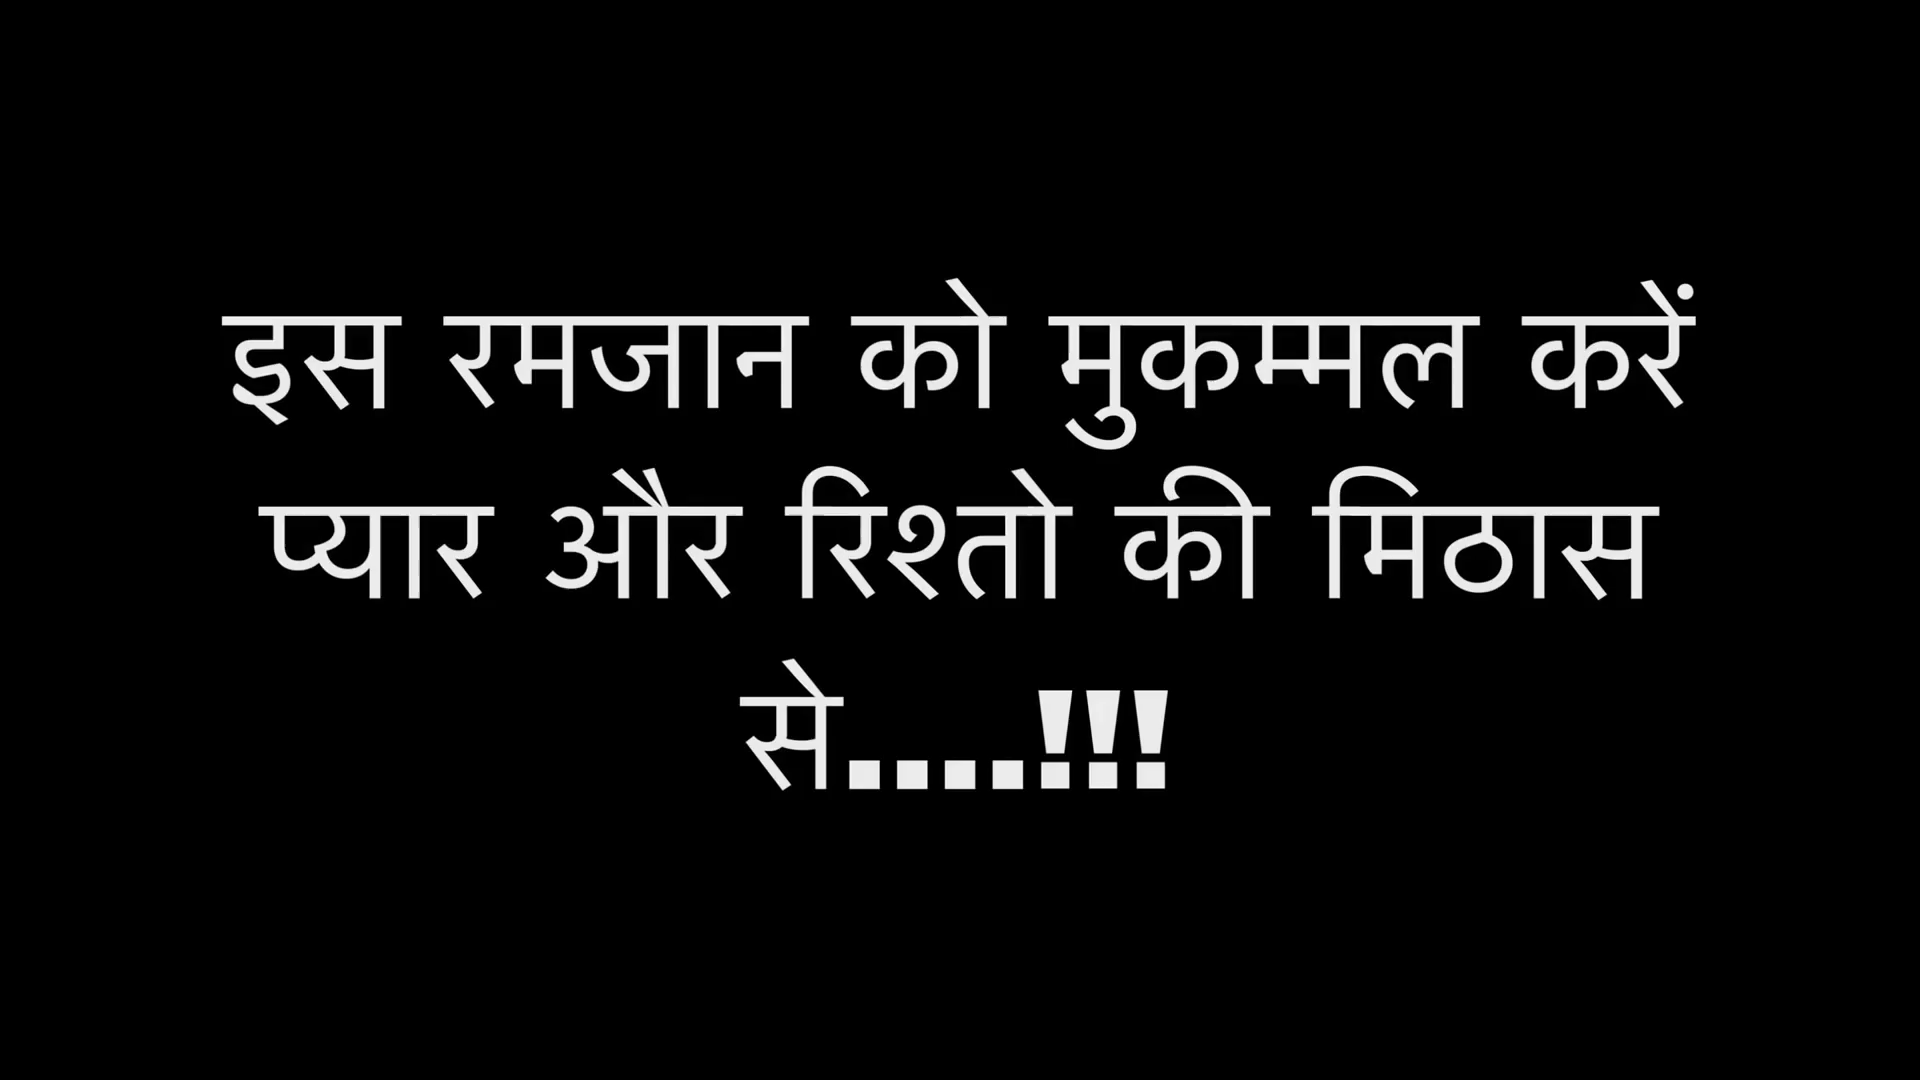 इस रमजान को मुकम्मल करें
प्यार और रिश्तो की मिठास
से....!!!